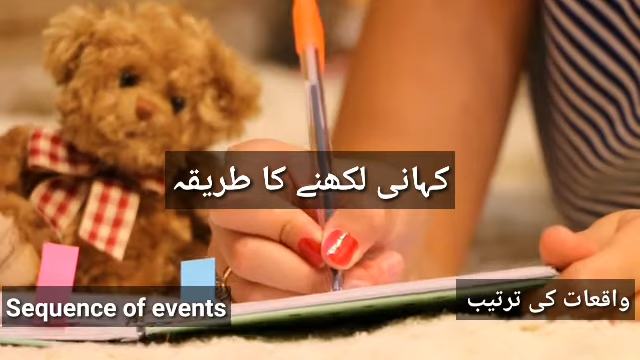 کہانی لکھنے کا طریقہ
واقعات کی ترتیب
Sequence of events